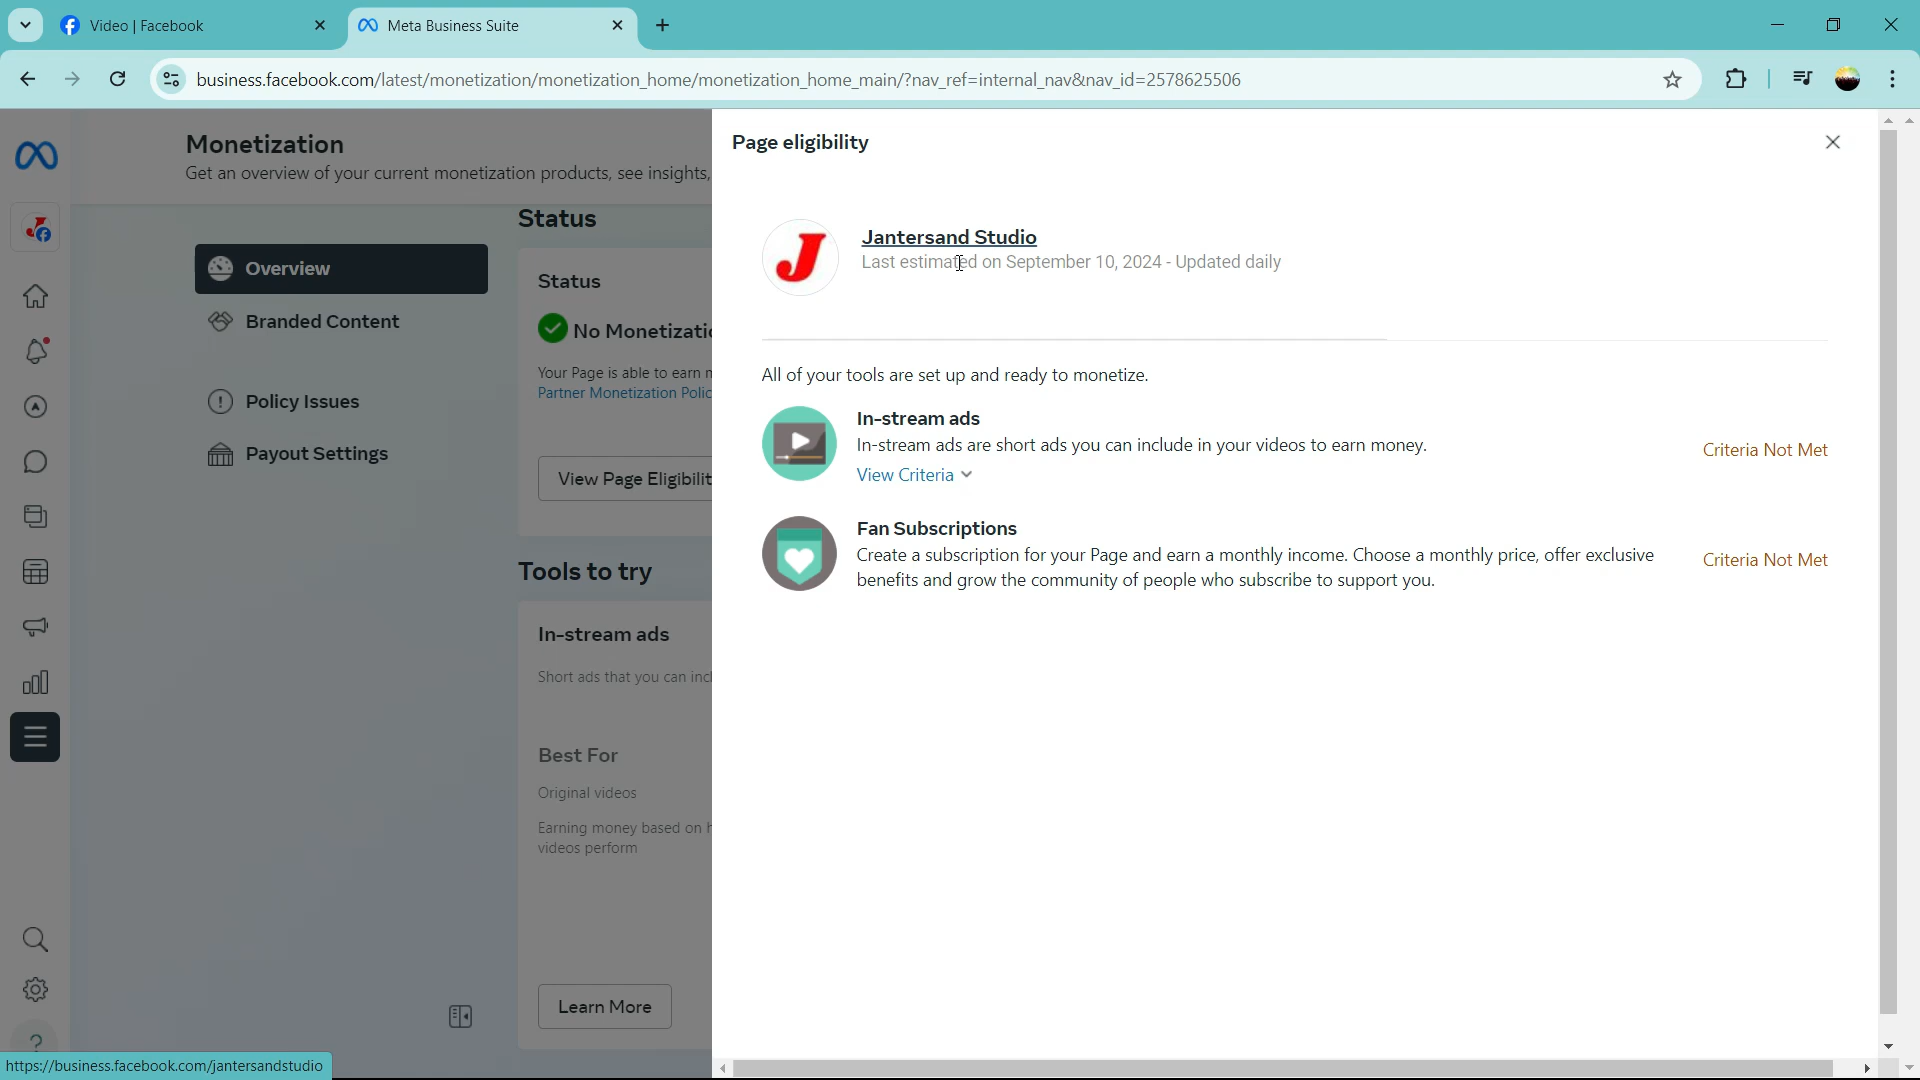 Video | Facebook
Meta Business Suite
business.facebook.com/latest/monetization/monetization_home/monetization_home_main/?nav_ref=internal_nav&nav_id=2578625506
Monetization
Get an overview of your current monetization products, see insights,
Overview
Branded Content
Policy Issues
Payout Settings
Status
Status
No Monetizatio
Your Page is able to earn
Partner Monetization Polic
View Page Eligibilit
Tools to try
In-stream ads
Short ads that you can incl
Best For
Original videos
Earning money based on
videos perform
Learn More
Page eligibility
J
Jantersand Studio
Last estimated on September 10, 2024 - Updated daily
All of your tools are set up and ready to monetize.
In-stream ads
In-stream ads are short ads you can include in your videos to earn money.
View Criteria
Criteria Not Met
Fan Subscriptions
Create a subscription for your Page and earn a monthly income. Choose a monthly price, offer exclusive
benefits and grow the community of people who subscribe to support you.
Criteria Not Met
https://business.facebook.com/jantersandstudio